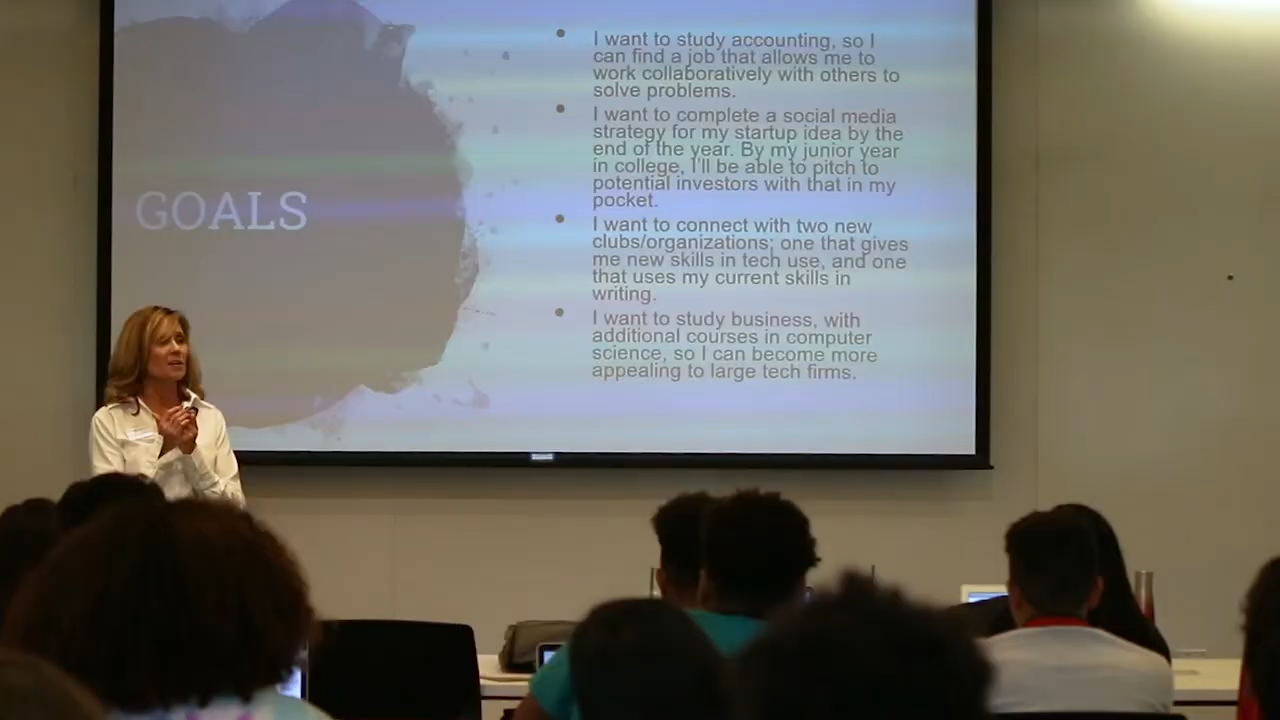 GOALS
I want to study accounting, so I
can find a job that allows me to
work collaboratively with others to
solve problems.
I want to complete a social media
strategy for my startup idea by the
end of the year. By my junior year
in college, I'll be able to pitch to
potential investors with that in my
pocket.
I want to connect with two new
clubs/organizations; one that gives
me new skills in tech use, and one
that uses my current skills in
writing.
I want to study business, with
additional courses in computer
science, so I can become more
appealing to large tech firms.